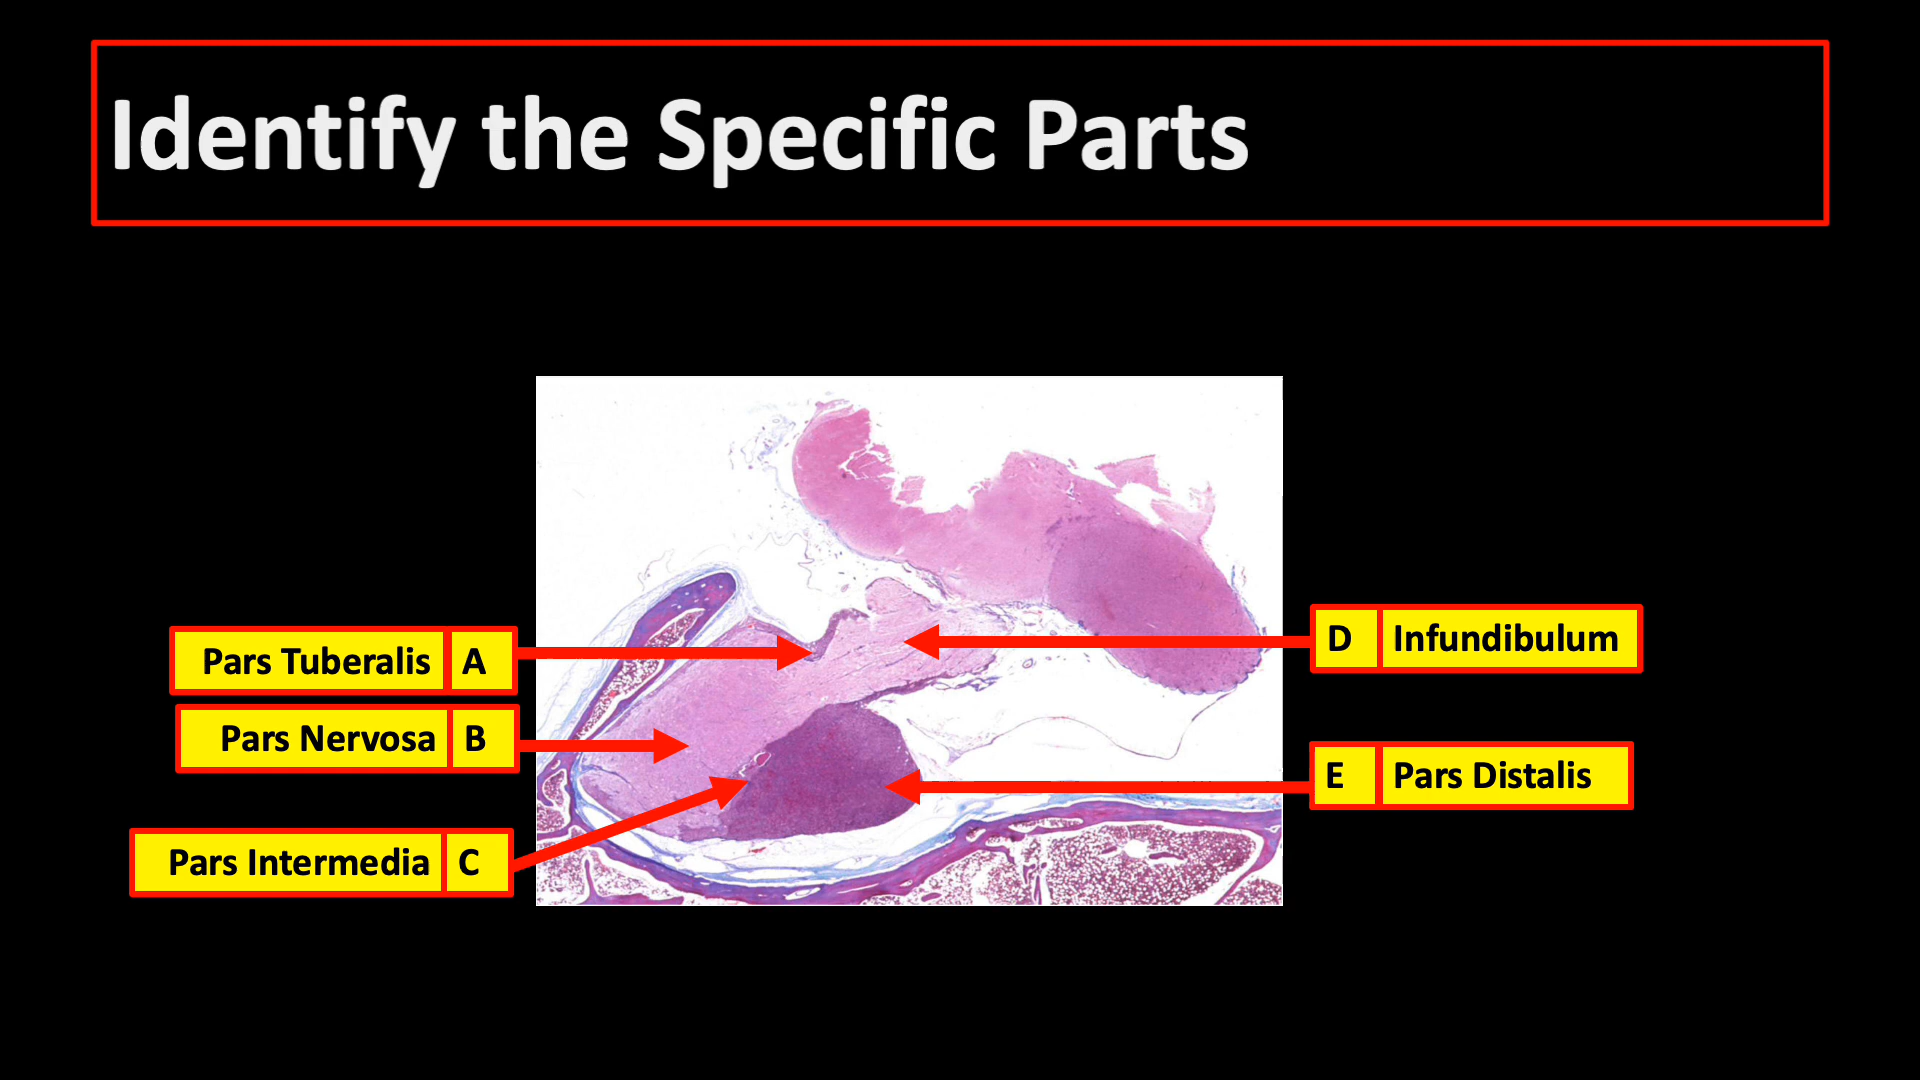 Identify the Specific Parts
Pars Tuberalis A
Pars Nervosa B
Pars Intermedia C
D Infundibulum
E Pars Distalis